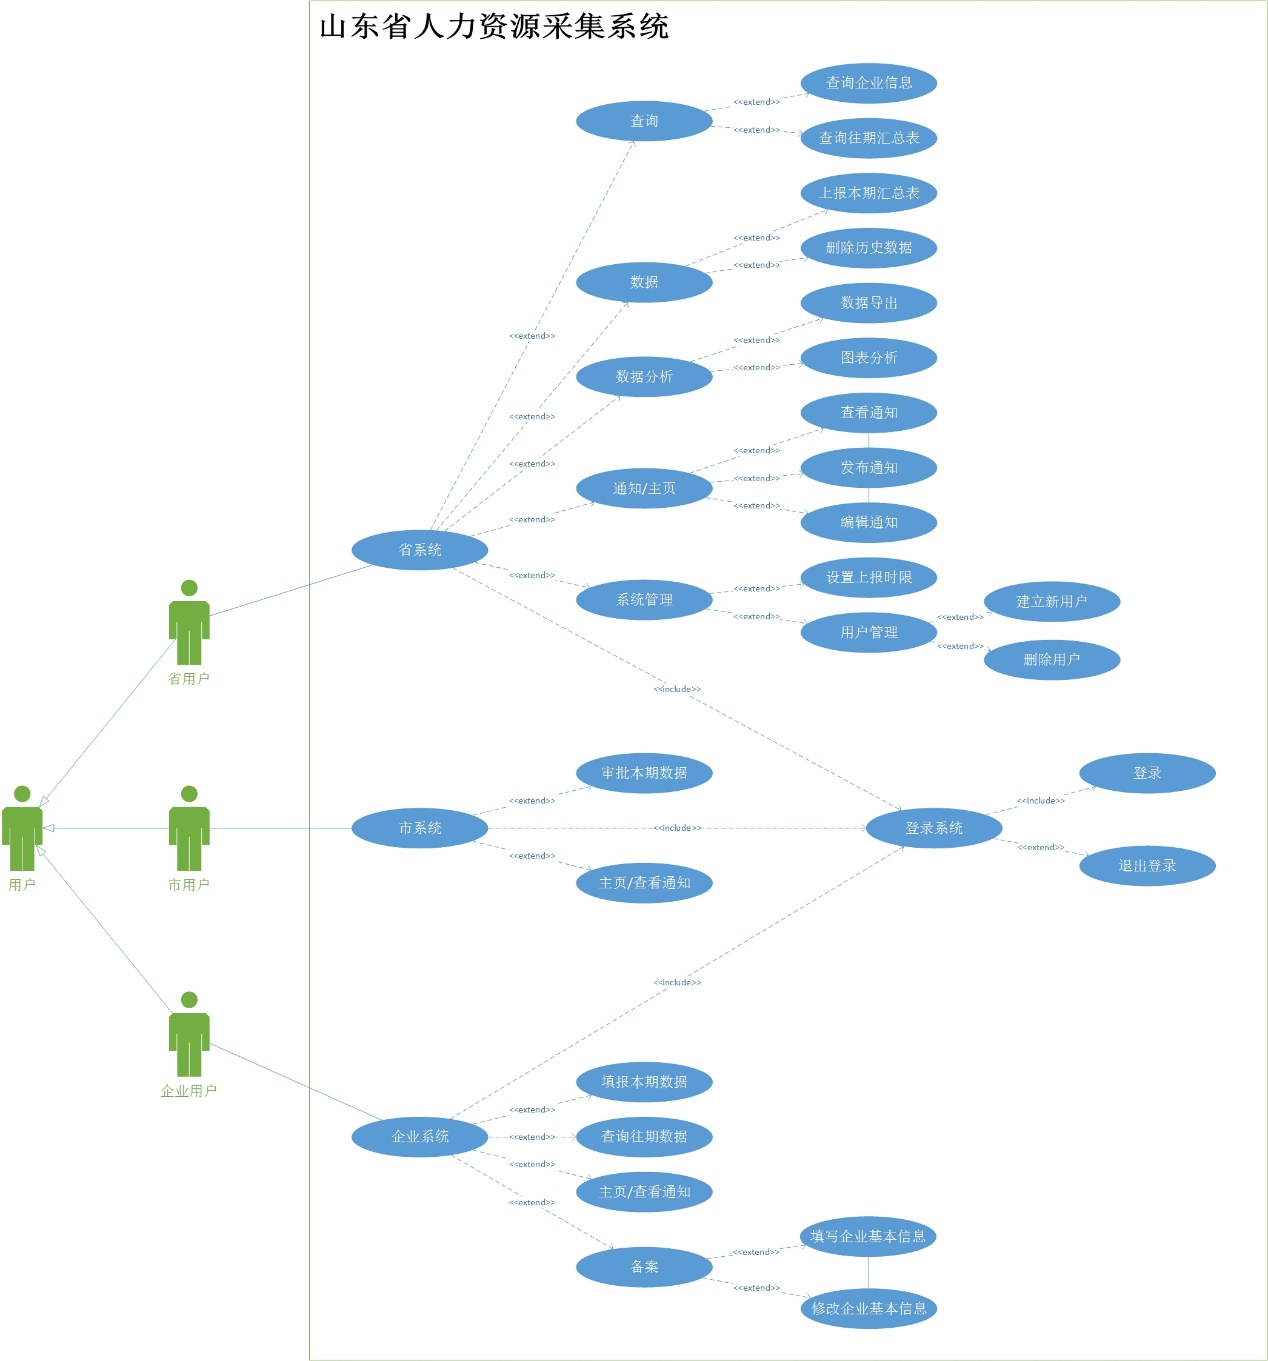 山东省人力资源采集系统
查询企业信息
<<extend>>
查询
<<extend>>
查询往期汇总表
上报本期汇总表
<<extend>>
删除历史数据
<<extend>>
数据
数据导出
<<extend>>
<<extend>>
图表分析
<<extend>>
数据分析
查看通知
<<extend>>
<<extend>>
<<extend>>
发布通知
<<extend>>
通知/主页
<<extend>>
编辑通知
<<extend>>
省系统
<<extend>>
设置上报时限
<<extend>>
系统管理
建立新用户
<<extend>>
<<extend>>
用户管理
<<extend>>
删除用户
省用户
<<include>>
审批本期数据
登录
<<extend>>
<<include>>
市系统
<<include>>
登录系统
<<extend>>
<<extend>>
退出登录
用户
市用户
主页/查看通知
<<include>>
填报本期数据
企业用户
<<extend>>
企业系统
<<extend>>
查询往期数据
<<extend>>
主页/查看通知
<<extend>>
填写企业基本信息
<<extend>>
备案
<<extend>>
修改企业基本信息